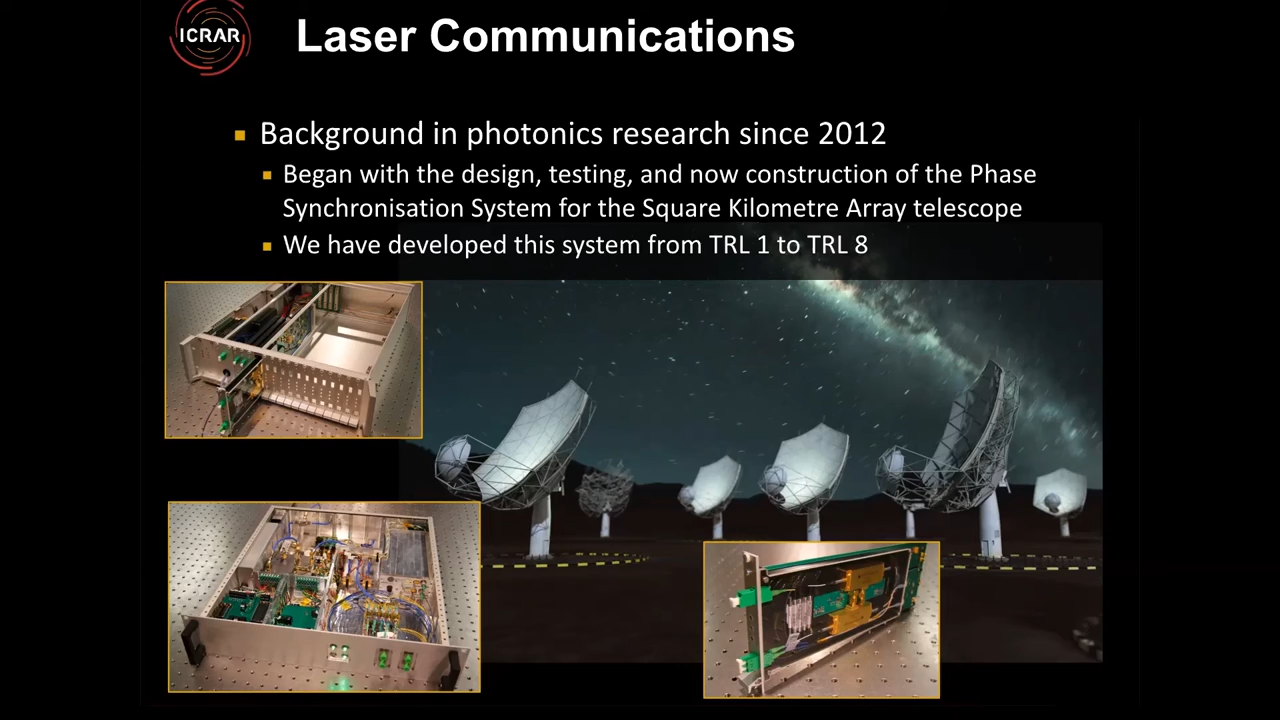 ICRAR
Laser Communications
Background in photonics research since 2012
Began with the design, testing, and now construction of the Phase
Synchronisation System for the Square Kilometre Array telescope
We have developed this system from TRL 1 to TRL 8